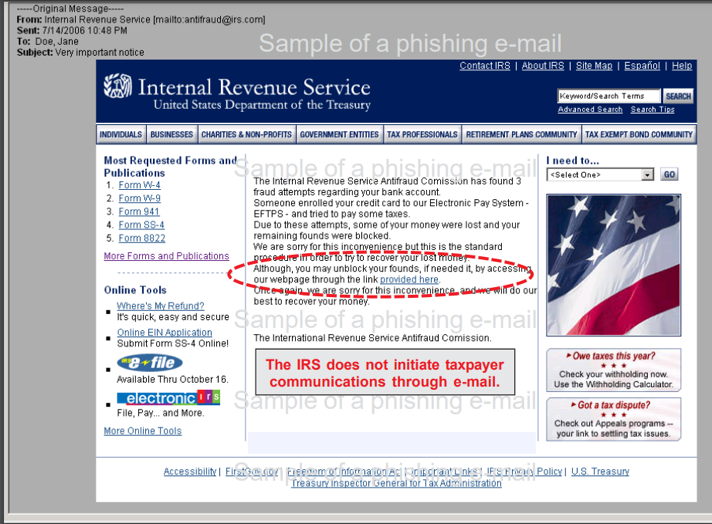 -----Original Message-----
From: Internal Revenue Service [mailto:antifraud@irs.com]
Sent: 7/14/2006 10:48 PM
To: Doe, Jane
Subject: Very important notice
Sample of a phishing e-mail
Contact IRS | About IRS | Site Map | Español | Help
Internal Revenue Service
United States Department of the Treasury
Keyword/Search Terms SEARCH
Advanced Search Search Tips
INDIVIDUALS BUSINESSES CHARITIES & NON-PROFITS GOVERNMENT ENTITIES TAX PROFESSIONALS RETIREMENT PLANS COMMUNITY TAX EXEMPT BOND COMMUNITY
Most Requested Forms and
Publications
1. Form W-4
2. Form W-9
3. Form 941
4. Form SS-4
5. Form 8822
More Forms and Publications
Online Tools
Where's My Refund?
It's quick, easy and secure
Online EIN Application
Submit Form SS-4 Online!
irs e-file
Available Thru October 16.
electronic irs
File, Pay... and More.
More Online Tools
Sample of a phishing e-mail
The Internal Revenue Service Antifraud Comission has found 3
fraud attempts regarding your bank account.
Someone enrolled your credit card to our Electronic Pay System -
EFTPS - and tried to pay some taxes.
Due to these attempts, some of your money were lost and your
remaining founds were blocked.
We are sorry for this inconvenience but this is the standard
procedure in order to try to recover your lost money.
Although, you may unblock your founds, if needed it, by accessing
our webpage through the link provided here.
Once again, we are sorry for this inconvenience, and we will do our
best to recover your money.
Sample of a phishing e-mail
The International Revenue Service Antifraud Comission.
The IRS does not initiate taxpayer
communications through e-mail.
Sample of a phishing e-mail
I need to...
<Select One> GO
Owe taxes this year?
Check your withholding now.
Use the Withholding Calculator.
Got a tax dispute?
Check out Appeals programs --
your link to settling tax issues.
Sample of a phishing e-mail
Accessibility | FirstGov.gov | Freedom of Information Act | Important Links | IRS Privacy Policy | U.S. Treasury
Treasury Inspector General for Tax Administration